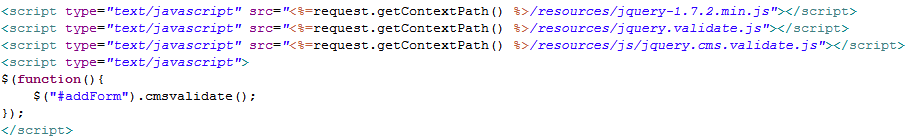 <script type="text/javascript" src="<%=request.getContextPath() %>/resources/jquery-1.7.2.min.js"></script>
<script type="text/javascript" src="<%=request.getContextPath() %>/resources/jquery.validate.js"></script>
<script type="text/javascript" src="<%=request.getContextPath() %>/resources/js/jquery.cms.validate.js"></script>
<script type="text/javascript">
$(function(){
    $("#addForm").cmsvalidate();
});
</script>